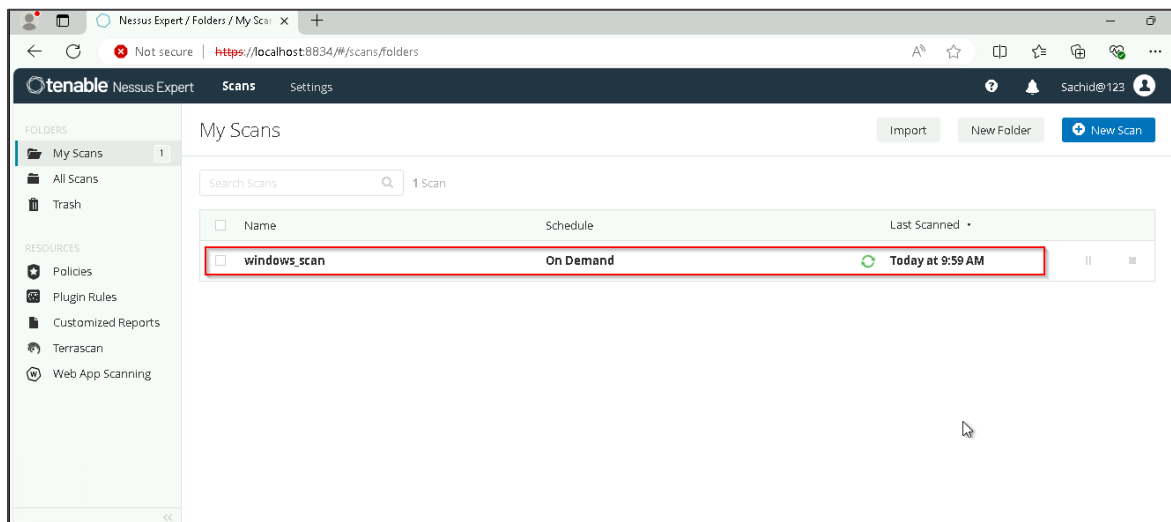 Nessus Expert / Folders / My Scan
Not secure https://localhost:8834/#/scans/folders
tenable Nessus Expert Scans Settings Sachid@123
FOLDERS
My Scans 1
All Scans
Trash
RESOURCES
Policies
Plugin Rules
Customized Reports
Terrascan
Web App Scanning
My Scans Import New Folder New Scan
Search Scans 1 Scan
Name Schedule Last Scanned
windows_scan On Demand Today at 9:59 AM